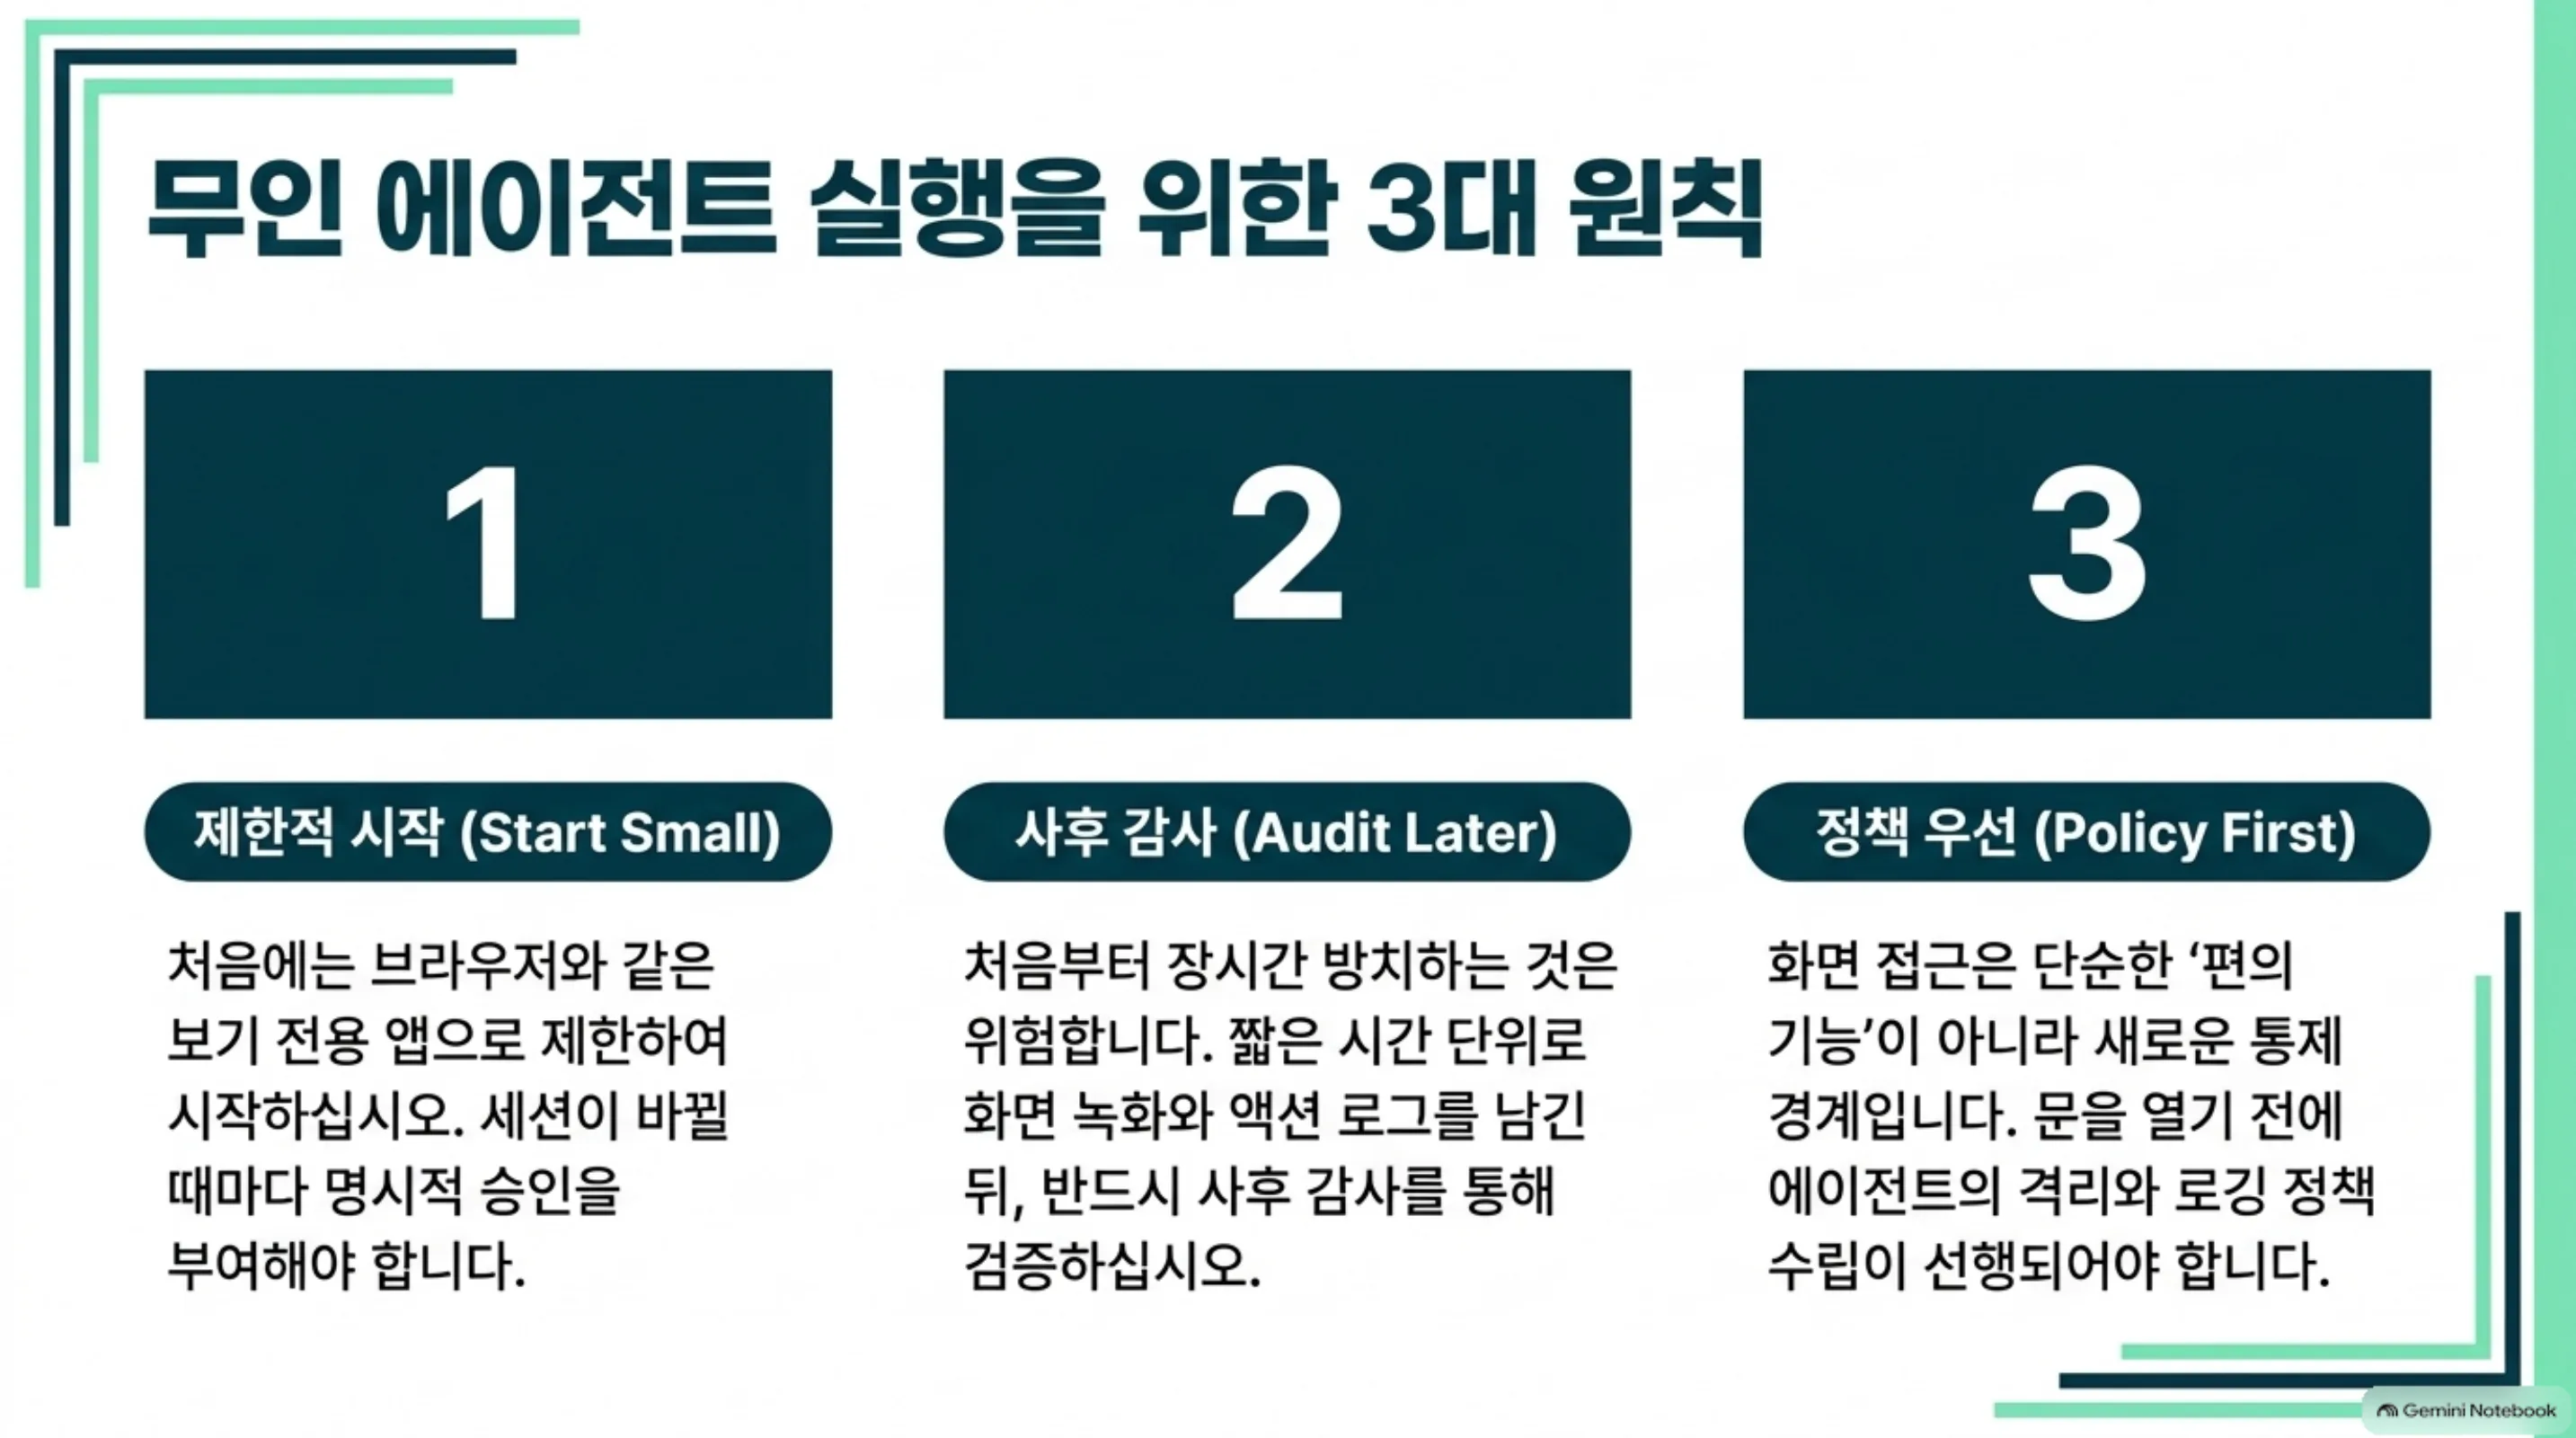 무인 에이전트 실행을 위한 3대 원칙
1
제한적 시작 (Start Small)
처음에는 브라우저와 같은
보기 전용 앱으로 제한하여
시작하십시오. 세션이 바뀔
때마다 명시적 승인을
부여해야 합니다.
2
사후 감사 (Audit Later)
처음부터 장시간 방치하는 것은
위험합니다. 짧은 시간 단위로
화면 녹화와 액션 로그를 남긴
뒤, 반드시 사후 감사를 통해
검증하십시오.
3
정책 우선 (Policy First)
화면 접근은 단순한 ‘편의
기능’이 아니라 새로운 통제
경계입니다. 문을 열기 전에
에이전트의 격리와 로깅 정책
수립이 선행되어야 합니다.
Gemini Notebook